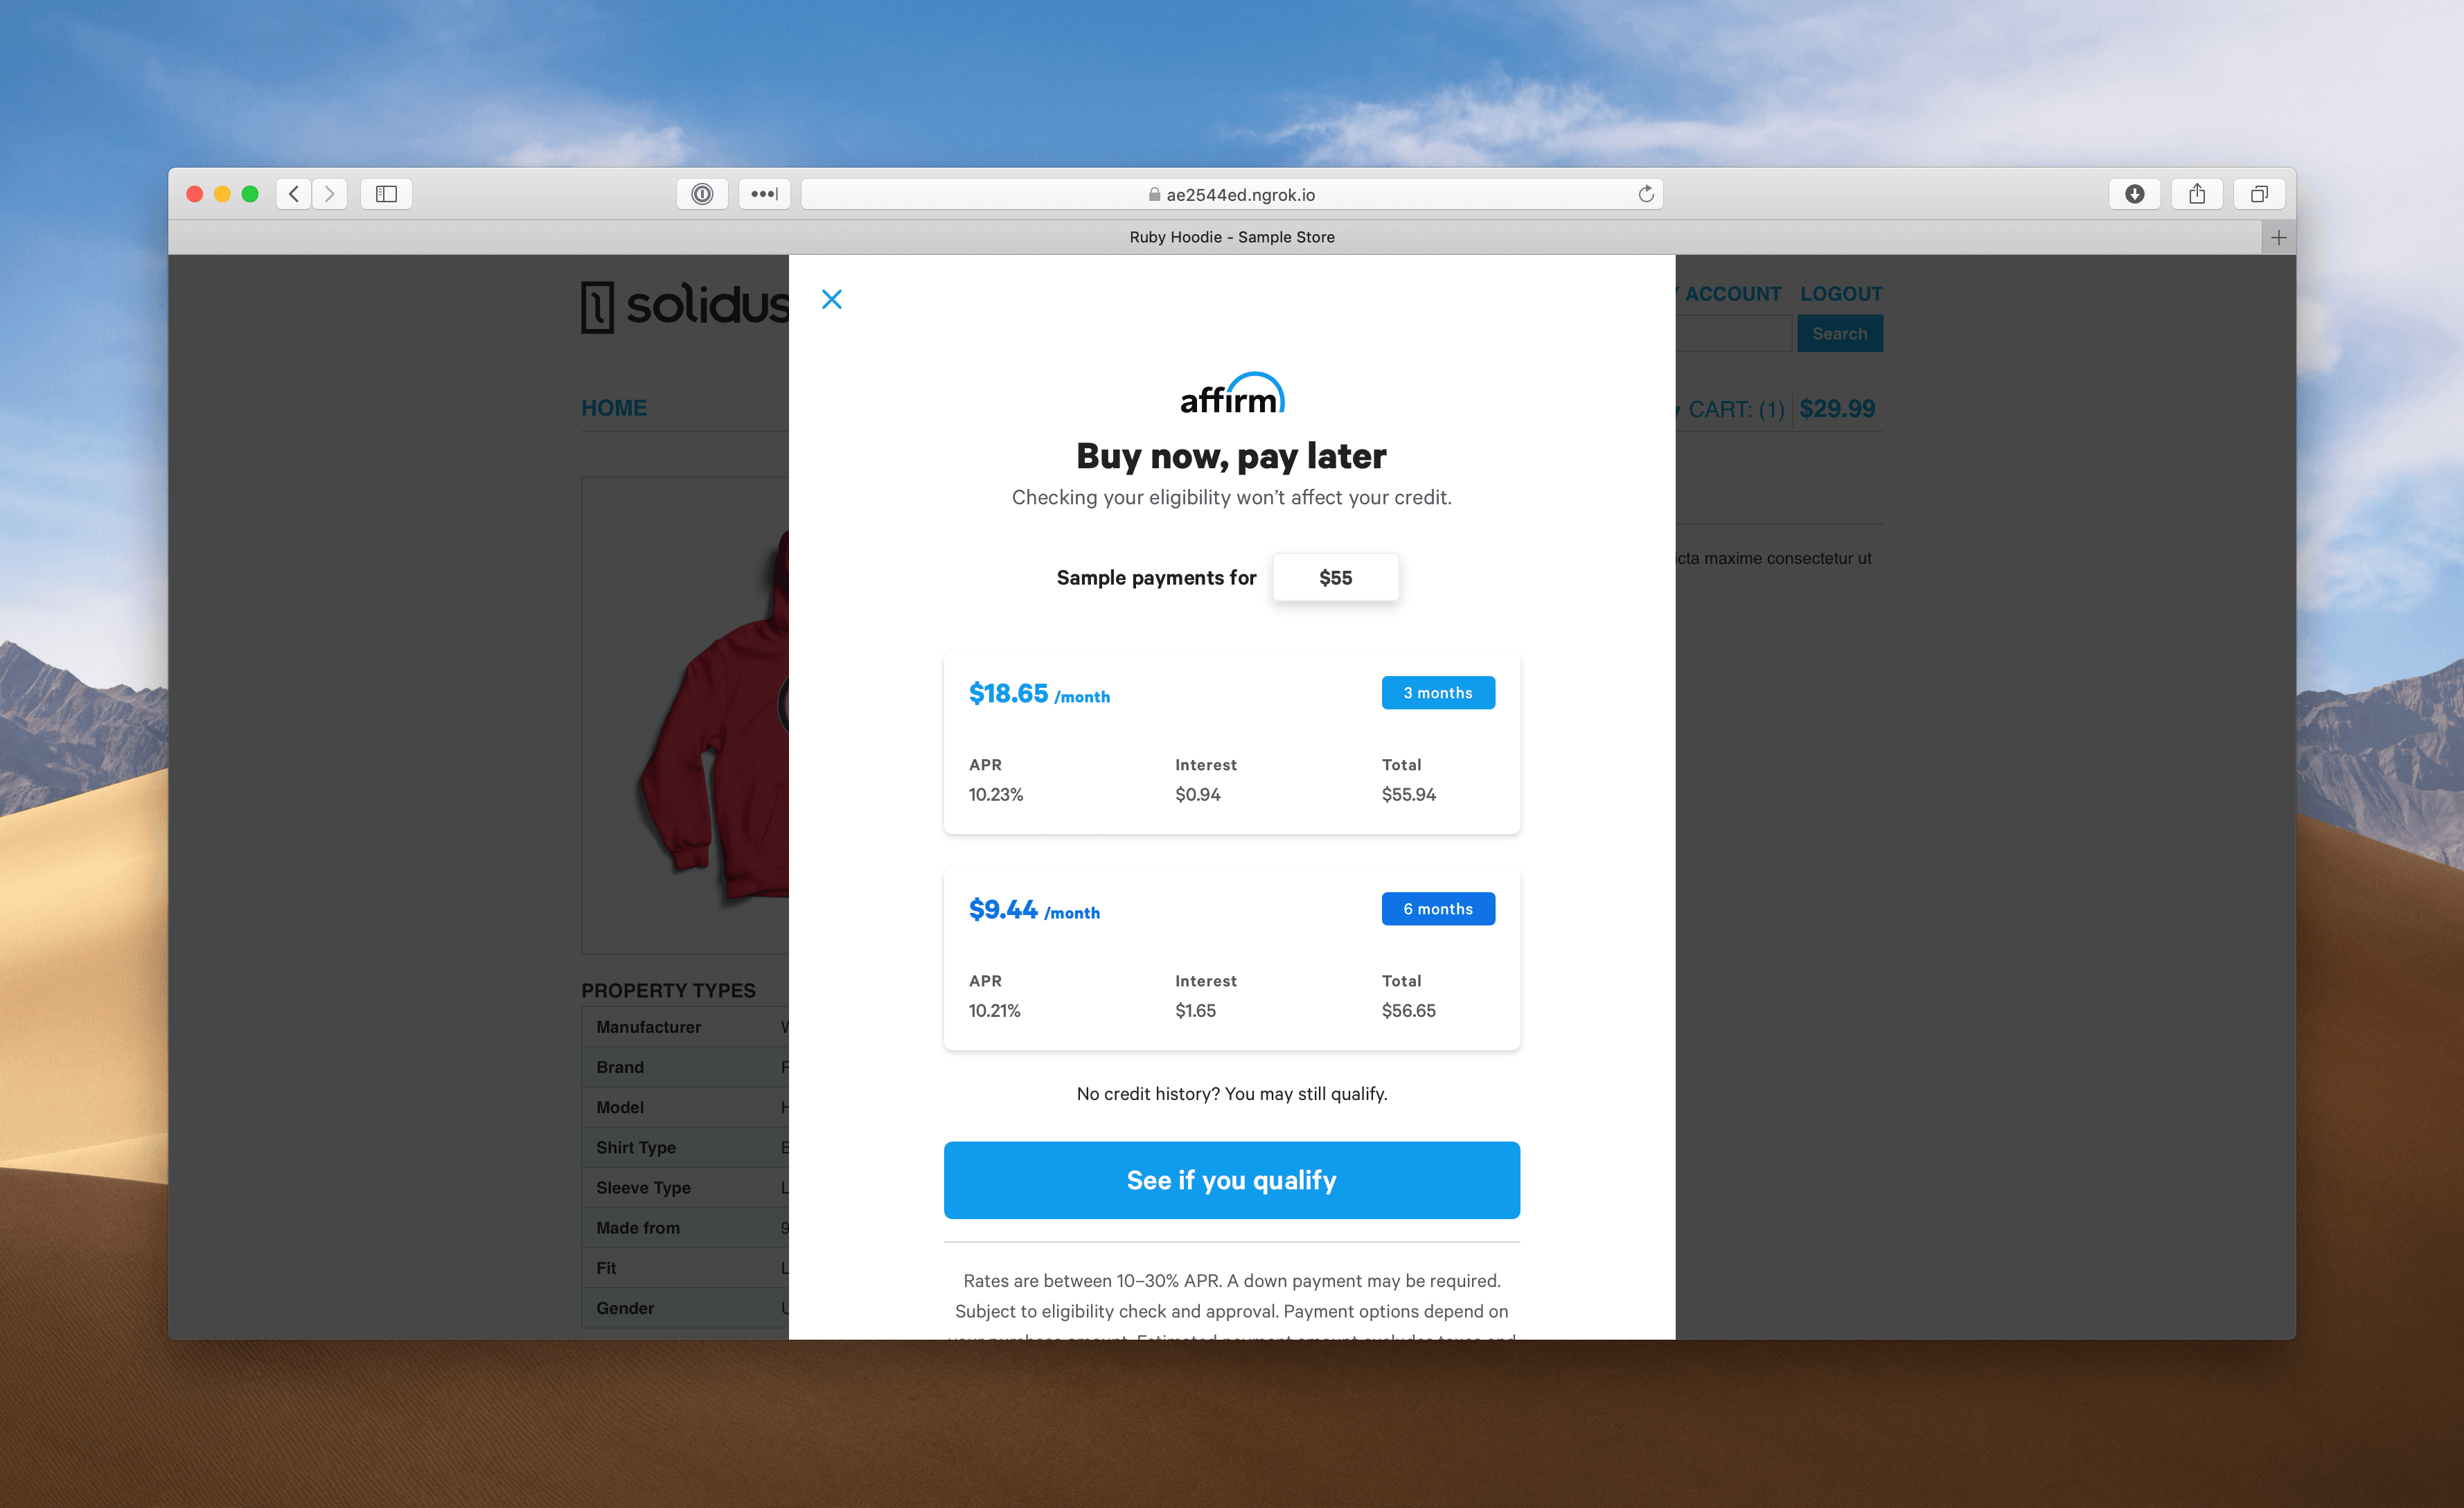 ae2544ed.ngrok.io
Ruby Hoodie - Sample Store
solidus
ACCOUNT LOGOUT
Search
HOME
CART: (1) $29.99
affirm
Buy now, pay later
Checking your eligibility won’t affect your credit.
Sample payments for $55
maxime consectetur ut
$18.65 /month 3 months
APR Interest Total
10.23% $0.94 $55.94
$9.44 /month 6 months
APR Interest Total
10.21% $1.65 $56.65
PROPERTY TYPES
Manufacturer
Brand
Model
Shirt Type
Sleeve Type
Made from
Fit
Gender
No credit history? You may still qualify.
See if you qualify
Rates are between 10–30% APR. A down payment may be required.
Subject to eligibility check and approval. Payment options depend on